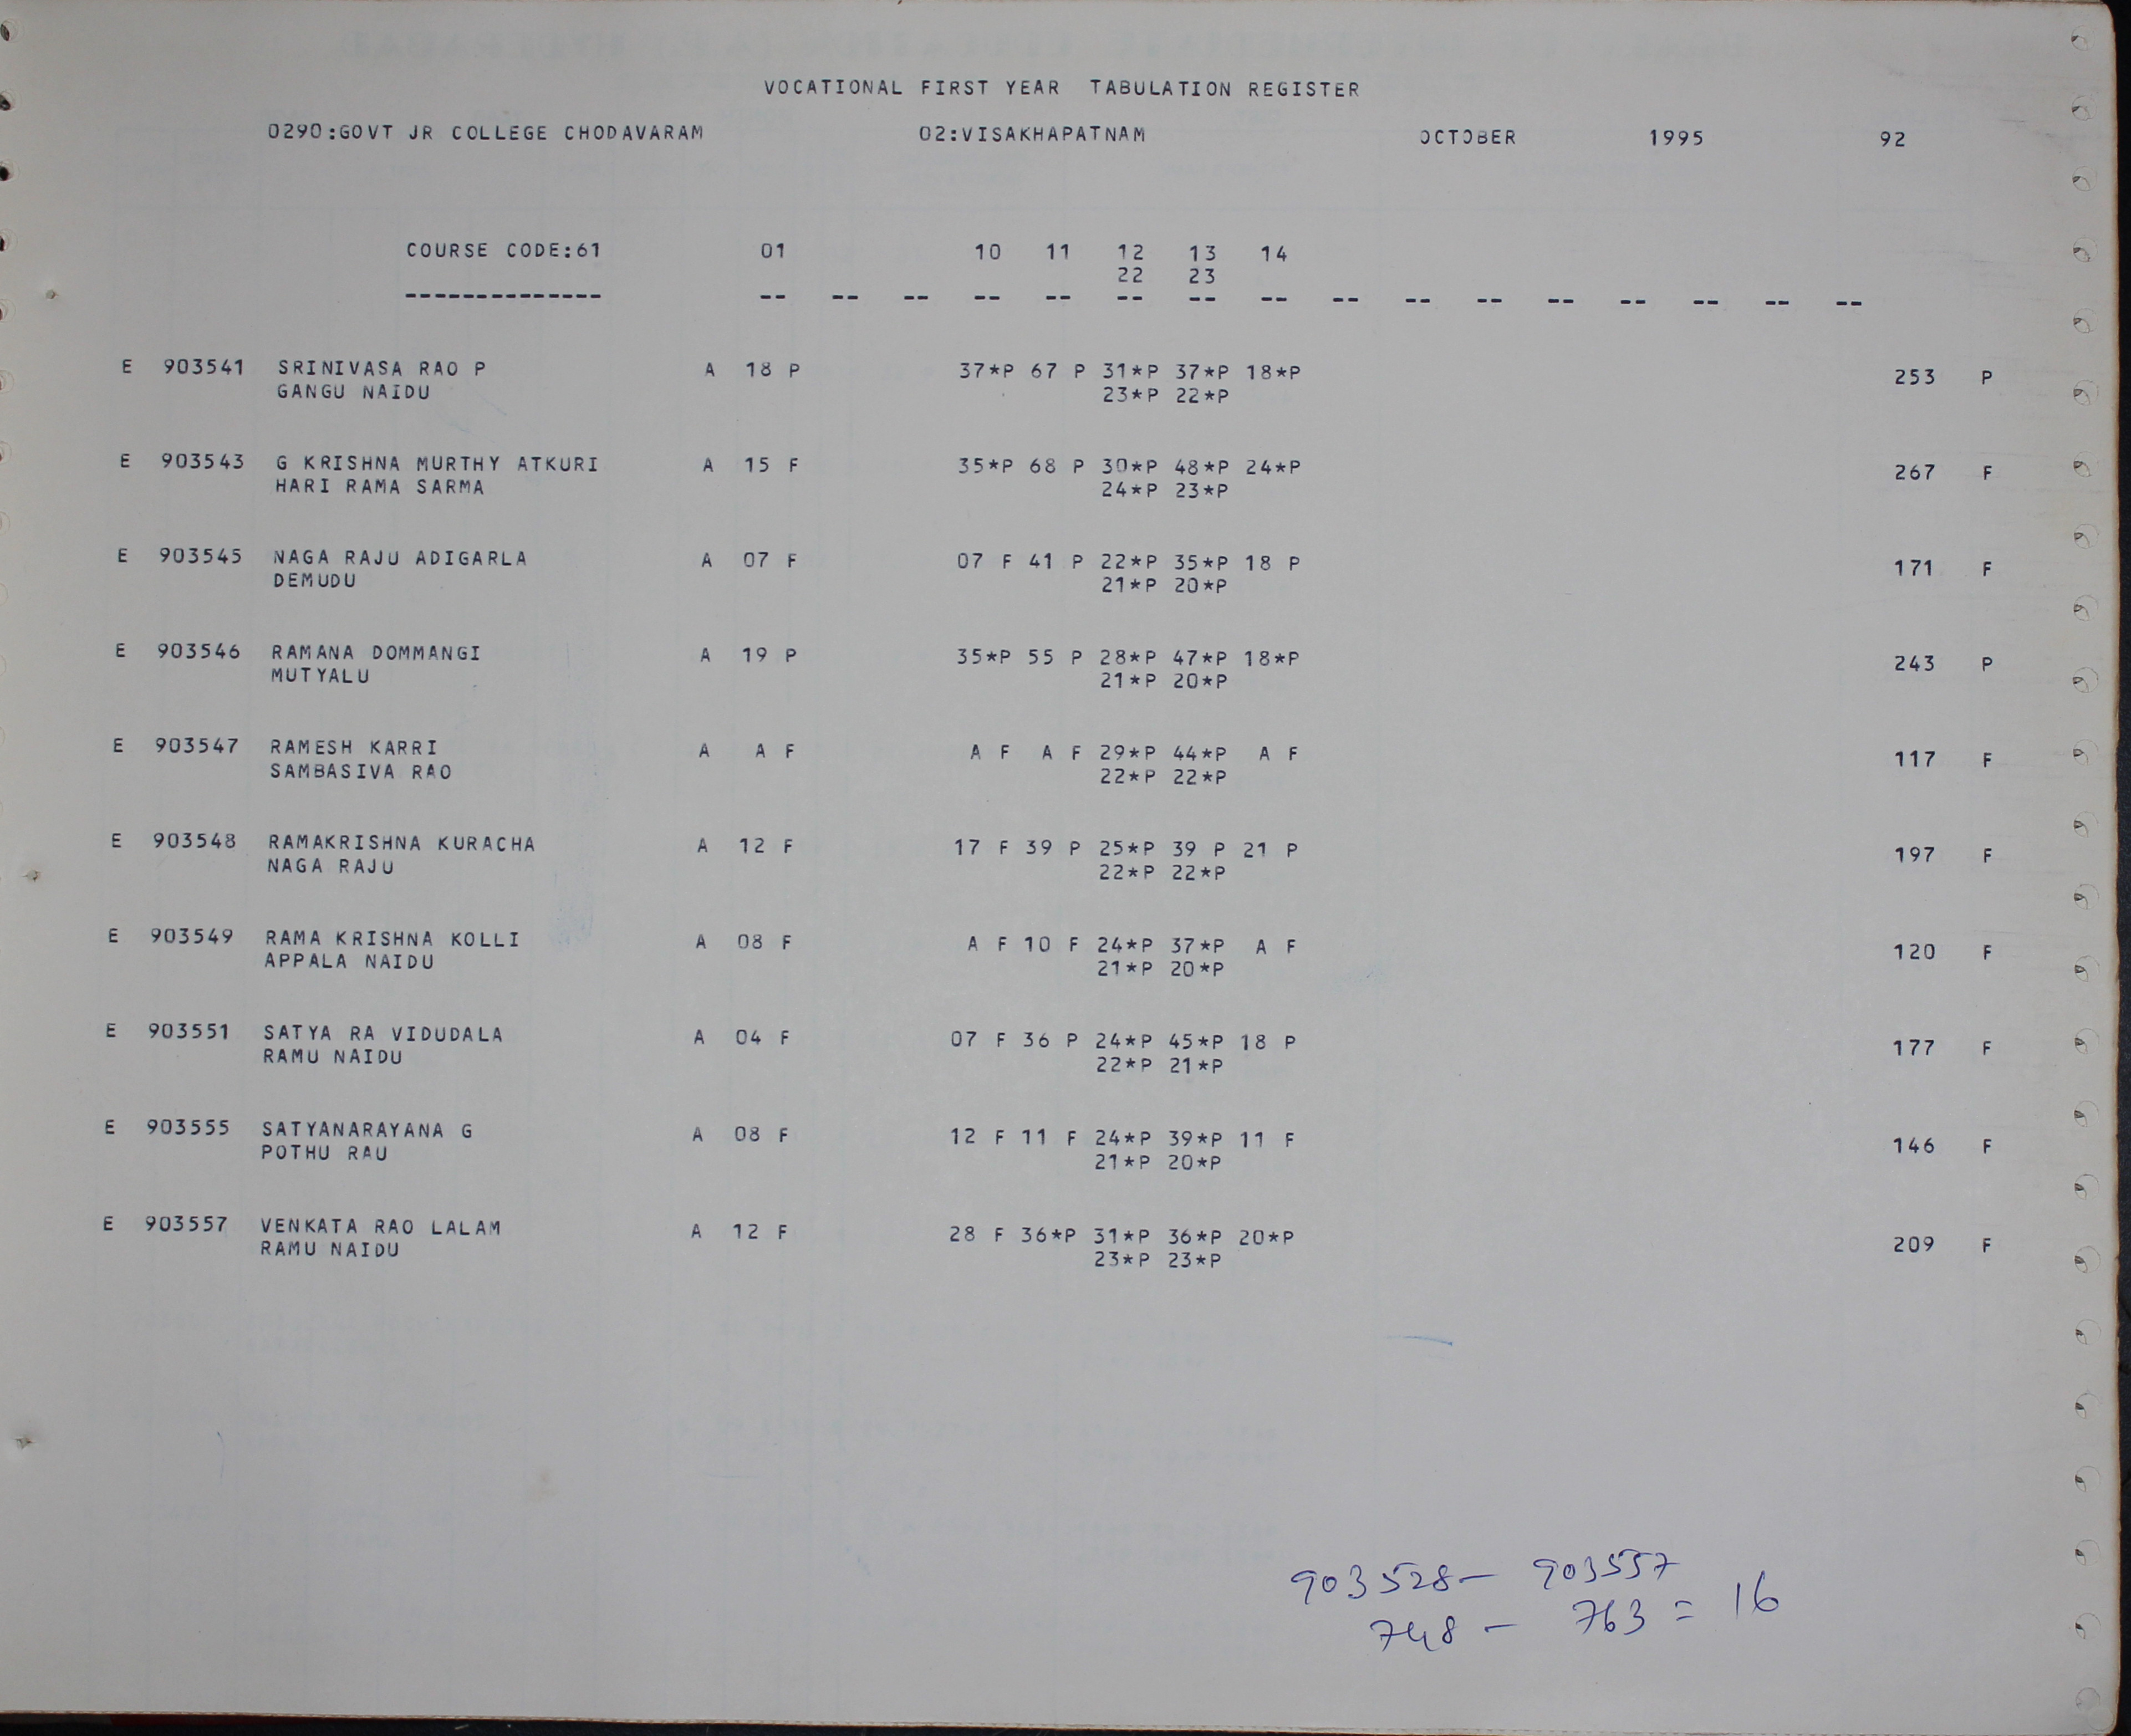 VOCATIONAL FIRST YEAR TABULATION REGISTER
0290:GOVT JR COLLEGE CHODAVARAM 02:VISAKHAPATNAM OCTOBER 1995 92
COURSE CODE:61 01 10 11 12 13 14
22 23
-------------- -- -- -- -- -- -- -- -- -- -- -- -- -- -- -- --
E 903541 SRINIVASA RAO P A 18 P 37*P 67 P 31*P 37*P 18*P 253 P
GANGU NAIDU 23*P 22*P
E 903543 G KRISHNA MURTHY ATKURI A 15 F 35*P 68 P 30*P 48*P 24*P 267 F
HARI RAMA SARMA 24*P 23*P
E 903545 NAGA RAJU ADIGARLA A 07 F 07 F 41 P 22*P 35*P 18 P 171 F
DEMUDU 21*P 20*P
E 903546 RAMANA DOMMANGI A 19 P 35*P 55 P 28*P 47*P 18*P 243 P
MUTYALU 21*P 20*P
E 903547 RAMESH KARRI A A F A F A F 29*P 44*P A F 117 F
SAMBASIVA RAO 22*P 22*P
E 903548 RAMAKRISHNA KURACHA A 12 F 17 F 39 P 25*P 39 P 21 P 197 F
NAGA RAJU 22*P 22*P
E 903549 RAMA KRISHNA KOLLI A 08 F A F 10 F 24*P 37*P A F 120 F
APPALA NAIDU 21*P 20*P
E 903551 SATYA RA VIDUDALA A 04 F 07 F 36 P 24*P 45*P 18 P 177 F
RAMU NAIDU 22*P 21*P
E 903555 SATYANARAYANA G A 08 F 12 F 11 F 24*P 39*P 11 F 146 F
POTHU RAU 21*P 20*P
E 903557 VENKATA RAO LALAM A 12 F 28 F 36*P 31*P 36*P 20*P 209 F
RAMU NAIDU 23*P 23*P
903528 - 903557
748 - 763 = 16